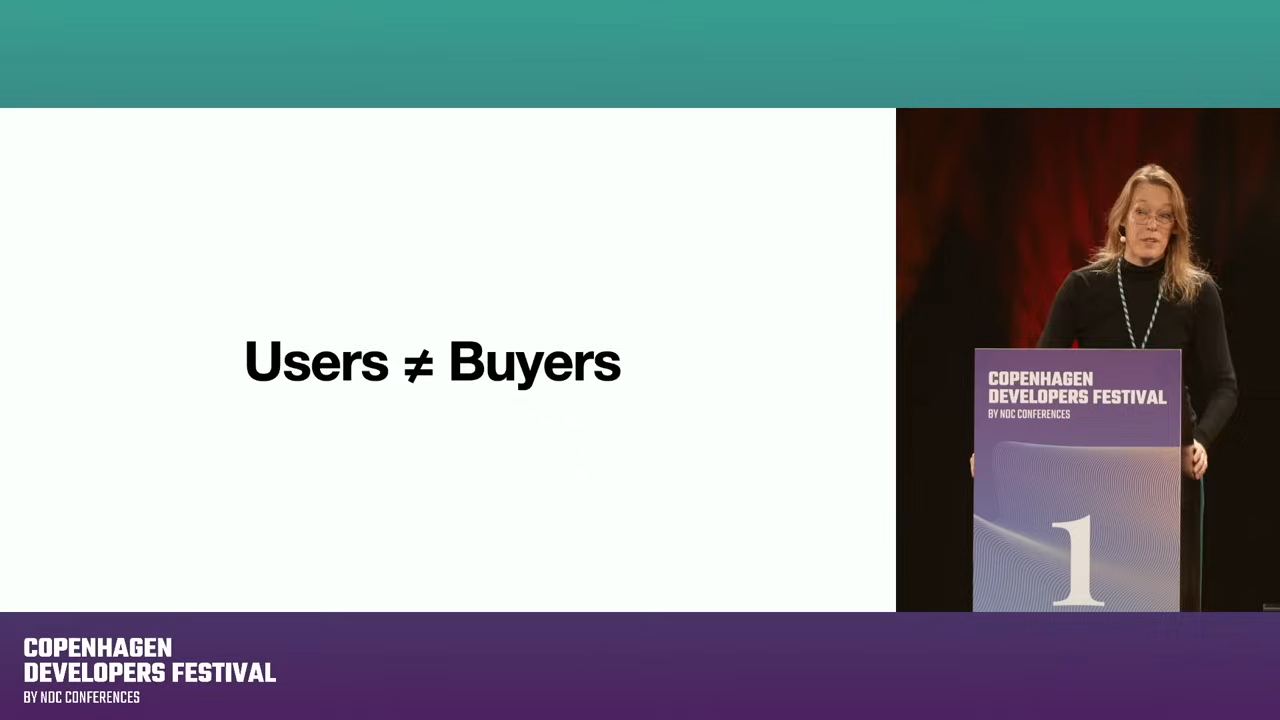 Users ≠ Buyers
COPENHAGEN
DEVELOPERS FESTIVAL
BY NDC CONFERENCES
1
COPENHAGEN
DEVELOPERS FESTIVAL
BY NDC CONFERENCES